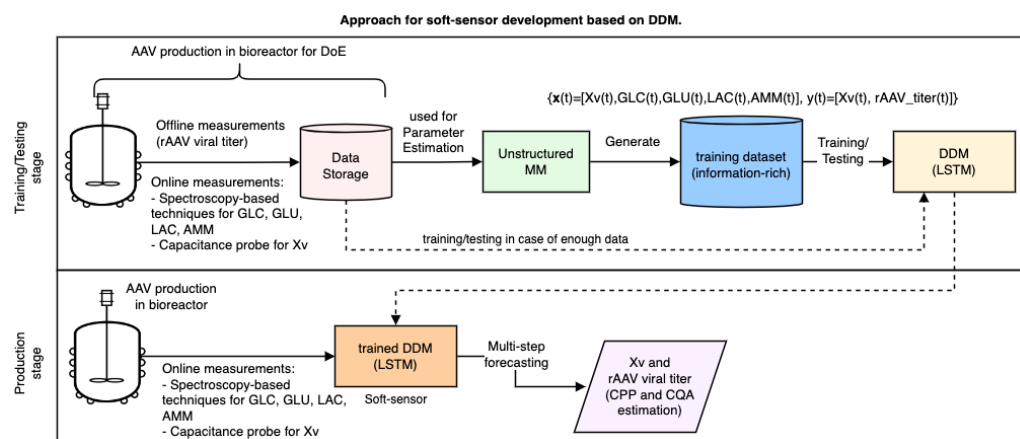 Approach for soft-sensor development based on DDM.
Training/Testing
stage
AAV production in bioreactor for DoE
Offline measurements
(rAAV viral titer)
Online measurements:
- Spectroscopy-based
techniques for GLC, GLU,
LAC, AMM
- Capacitance probe for Xv
Data
Storage
used for
Parameter
Estimation
Unstructured
MM
Generate
{x(t)=[Xv(t),GLC(t),GLU(t),LAC(t),AMM(t)], y(t)=[Xv(t), rAAV_titer(t)]}
training dataset
(information-rich)
Training/
Testing
DDM
(LSTM)
training/testing in case of enough data
Production
stage
AAV production
in bioreactor
Online measurements:
- Spectroscopy-based
techniques for GLC, GLU, LAC,
AMM
- Capacitance probe for Xv
trained DDM
(LSTM)
Soft-sensor
Multi-step
forecasting
Xv and
rAAV viral titer
(CPP and CQA
estimation)